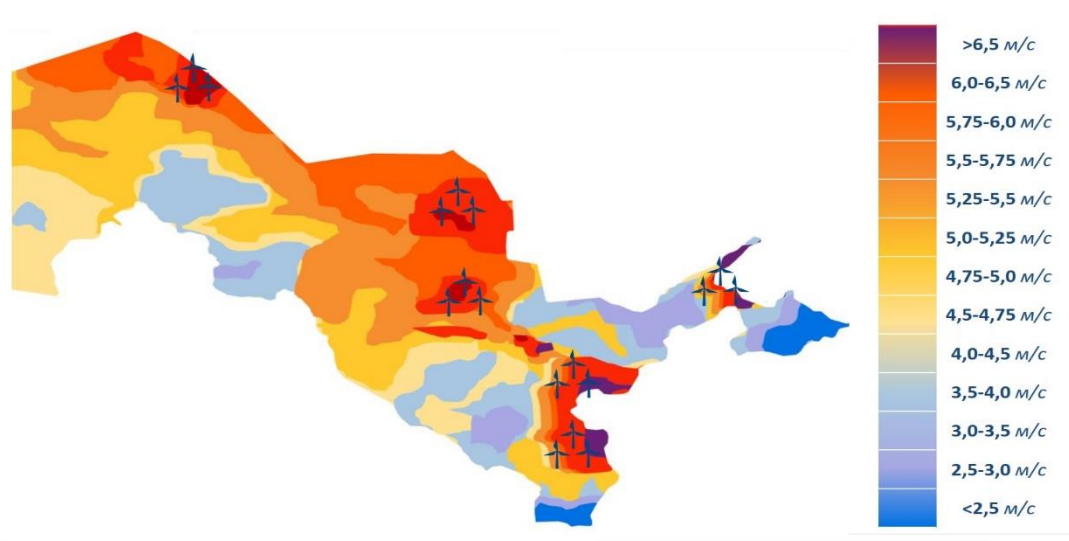 >6,5 м/с
6,0-6,5 м/с
5,75-6,0 м/с
5,5-5,75 м/с
5,25-5,5 м/с
5,0-5,25 м/с
4,75-5,0 м/с
4,5-4,75 м/с
4,0-4,5 м/с
3,5-4,0 м/с
3,0-3,5 м/с
2,5-3,0 м/с
<2,5 м/с